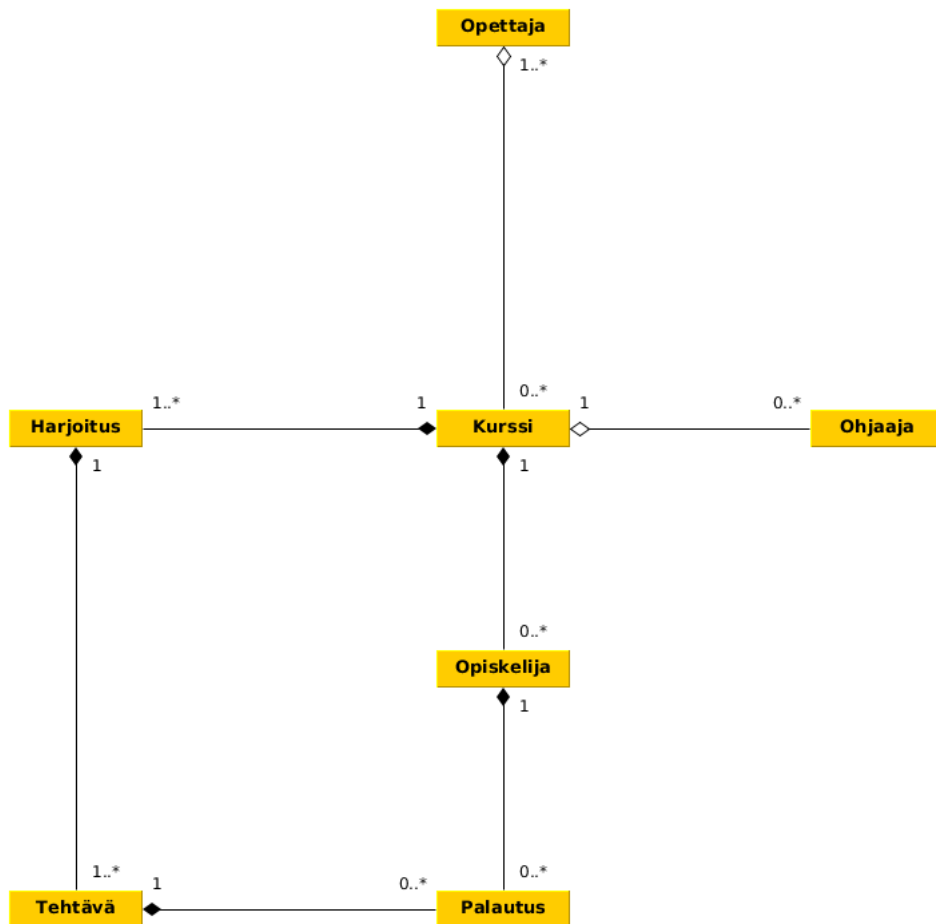 Opettaja
1..*
0..*
1..*
1
1
0..*
Harjoitus
Kurssi
Ohjaaja
1
1
0..*
Opiskelija
1
1..*
1
0..*
0..*
Tehtävä
Palautus